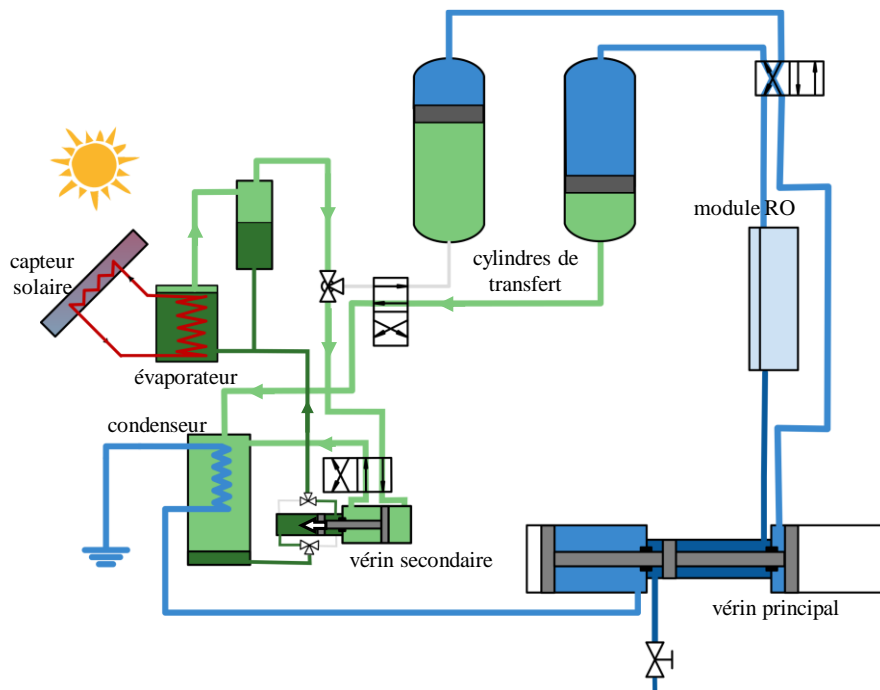 module RO
capteur
solaire
cylindres de
transfert
évaporateur
condenseur
vérin secondaire
vérin principal